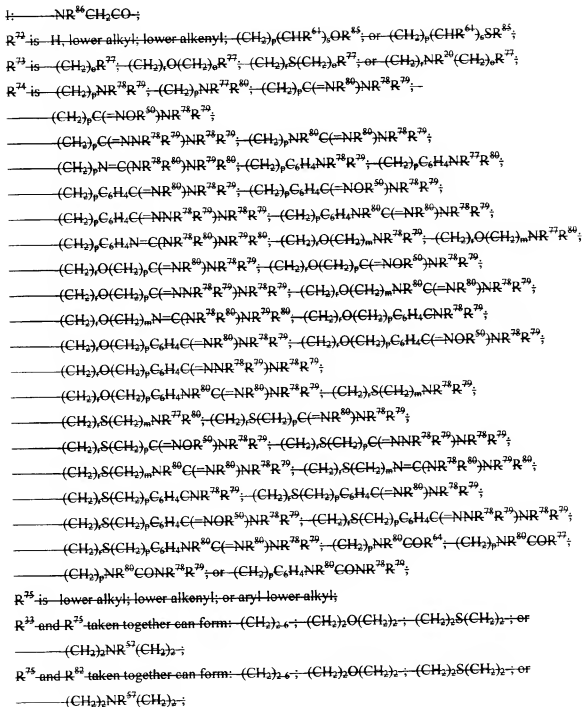 I: -NR⁸⁶CH₂CO-;
R⁷² is H, lower alkyl; lower alkenyl; -(CH₂)ₚ(CHR⁶¹)ₛOR⁸⁵; or -(CH₂)ₚ(CHR⁶¹)ₛSR⁸⁵;
R⁷³ is -(CH₂)ₒR⁷⁷; -(CH₂)ᵣO(CH₂)ₒR⁷⁷; -(CH₂)ᵣS(CH₂)ₒR⁷⁷; or -(CH₂)ᵣNR²⁰(CH₂)ₒR⁷⁷;
R⁷⁴ is -(CH₂)ₚNR⁷⁸R⁷⁹; -(CH₂)ₚNR⁷⁷R⁸⁰; -(CH₂)ₚC(=NR⁸⁰)NR⁷⁸R⁷⁹; -
(CH₂)ₚC(=NOR⁵⁰)NR⁷⁸R⁷⁹;
-(CH₂)ₚC(=NNR⁷⁸R⁷⁹)NR⁷⁸R⁷⁹; -(CH₂)ₚNR⁸⁰C(=NR⁸⁰)NR⁷⁸R⁷⁹;
-(CH₂)ₚN=C(NR⁷⁸R⁸⁰)NR⁷⁹R⁸⁰; -(CH₂)ₚC₆H₄NR⁷⁸R⁷⁹; -(CH₂)ₚC₆H₄NR⁷⁷R⁸⁰;
-(CH₂)ₚC₆H₄C(=NR⁸⁰)NR⁷⁸R⁷⁹; -(CH₂)ₚC₆H₄C(=NOR⁵⁰)NR⁷⁸R⁷⁹;
-(CH₂)ₚC₆H₄C(=NNR⁷⁸R⁷⁹)NR⁷⁸R⁷⁹; -(CH₂)ₚC₆H₄NR⁸⁰C(=NR⁸⁰)NR⁷⁸R⁷⁹;
-(CH₂)ₚC₆H₄N=C(NR⁷⁸R⁸⁰)NR⁷⁹R⁸⁰; -(CH₂)ᵣO(CH₂)ₘNR⁷⁸R⁷⁹; -(CH₂)ᵣO(CH₂)ₘNR⁷⁷R⁸⁰;
-(CH₂)ᵣO(CH₂)ₚC(=NR⁸⁰)NR⁷⁸R⁷⁹; -(CH₂)ᵣO(CH₂)ₚC(=NOR⁵⁰)NR⁷⁸R⁷⁹;
-(CH₂)ᵣO(CH₂)ₚC(=NNR⁷⁸R⁷⁹)NR⁷⁸R⁷⁹; -(CH₂)ᵣO(CH₂)ₘNR⁸⁰C(=NR⁸⁰)NR⁷⁸R⁷⁹;
-(CH₂)ᵣO(CH₂)ₘN=C(NR⁷⁸R⁸⁰)NR⁷⁹R⁸⁰; -(CH₂)ᵣO(CH₂)ₚC₆H₄CNR⁷⁸R⁷⁹;
-(CH₂)ᵣO(CH₂)ₚC₆H₄C(=NR⁸⁰)NR⁷⁸R⁷⁹; -(CH₂)ᵣO(CH₂)ₚC₆H₄C(=NOR⁵⁰)NR⁷⁸R⁷⁹;
-(CH₂)ᵣO(CH₂)ₚC₆H₄C(=NNR⁷⁸R⁷⁹)NR⁷⁸R⁷⁹;
-(CH₂)ᵣO(CH₂)ₚC₆H₄NR⁸⁰C(=NR⁸⁰)NR⁷⁸R⁷⁹; -(CH₂)ᵣS(CH₂)ₘNR⁷⁸R⁷⁹;
-(CH₂)ᵣS(CH₂)ₘNR⁷⁷R⁸⁰; -(CH₂)ᵣS(CH₂)ₚC(=NR⁸⁰)NR⁷⁸R⁷⁹;
-(CH₂)ᵣS(CH₂)ₚC(=NOR⁵⁰)NR⁷⁸R⁷⁹; -(CH₂)ᵣS(CH₂)ₚC(=NNR⁷⁸R⁷⁹)NR⁷⁸R⁷⁹;
-(CH₂)ᵣS(CH₂)ₘNR⁸⁰C(=NR⁸⁰)NR⁷⁸R⁷⁹; -(CH₂)ᵣS(CH₂)ₘN=C(NR⁷⁸R⁸⁰)NR⁷⁹R⁸⁰;
-(CH₂)ᵣS(CH₂)ₚC₆H₄CNR⁷⁸R⁷⁹; -(CH₂)ᵣS(CH₂)ₚC₆H₄C(=NR⁸⁰)NR⁷⁸R⁷⁹;
-(CH₂)ᵣS(CH₂)ₚC₆H₄C(=NOR⁵⁰)NR⁷⁸R⁷⁹; -(CH₂)ᵣS(CH₂)ₚC₆H₄C(=NNR⁷⁸R⁷⁹)NR⁷⁸R⁷⁹;
-(CH₂)ᵣS(CH₂)ₚC₆H₄NR⁸⁰C(=NR⁸⁰)NR⁷⁸R⁷⁹; -(CH₂)ₚNR⁸⁰COR⁶⁴; -(CH₂)ₚNR⁸⁰COR⁷⁷;
-(CH₂)ₚNR⁸⁰CONR⁷⁸R⁷⁹; or -(CH₂)ₚC₆H₄NR⁸⁰CONR⁷⁸R⁷⁹;
R⁷⁵ is lower alkyl; lower alkenyl; or aryl-lower alkyl;
R³³ and R⁷⁵ taken together can form: -(CH₂)₂₋₆-; -(CH₂)₂O(CH₂)₂-; -(CH₂)₂S(CH₂)₂-; or
-(CH₂)₂NR⁵⁷(CH₂)₂-;
R⁷⁵ and R⁸² taken together can form: -(CH₂)₂₋₆-; -(CH₂)₂O(CH₂)₂-; -(CH₂)₂S(CH₂)₂-; or
-(CH₂)₂NR⁵⁷(CH₂)₂-;